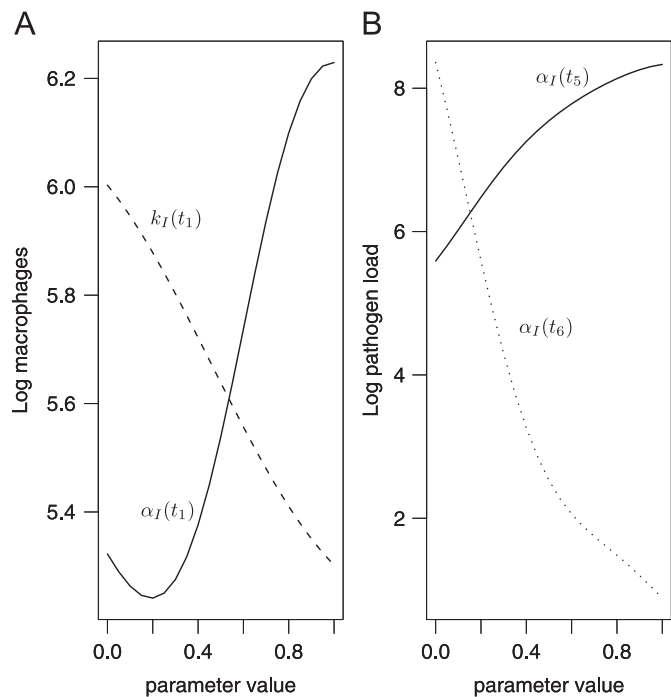 A
Log macrophages
6.2
6.0
5.8
5.6
5.4
k_I(t_1)
α_I(t_1)
0.0 0.4 0.8
parameter value
B
Log pathogen load
8
6
4
2
α_I(t_5)
α_I(t_6)
0.0 0.4 0.8
parameter value